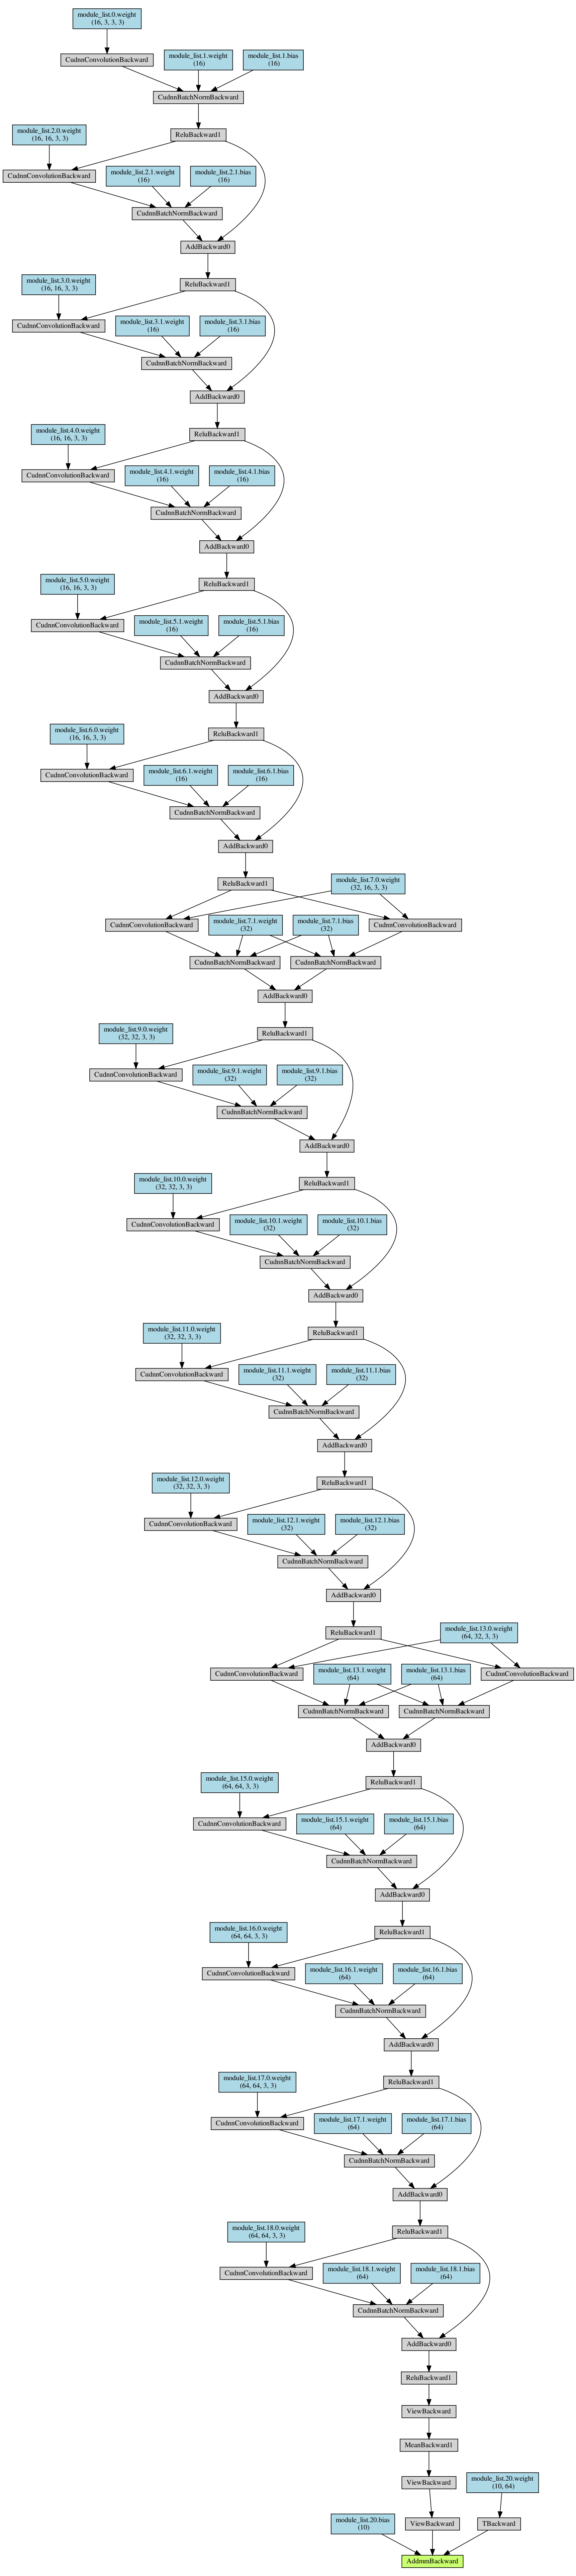 module_list.0.weight
(16, 3, 3, 3)
CudnnConvolutionBackward
module_list.1.weight
(16)
module_list.1.bias
(16)
CudnnBatchNormBackward
module_list.2.0.weight
(16, 16, 3, 3)
ReluBackward1
CudnnConvolutionBackward
module_list.2.1.weight
(16)
module_list.2.1.bias
(16)
CudnnBatchNormBackward
AddBackward0
module_list.3.0.weight
(16, 16, 3, 3)
ReluBackward1
CudnnConvolutionBackward
module_list.3.1.weight
(16)
module_list.3.1.bias
(16)
CudnnBatchNormBackward
AddBackward0
module_list.4.0.weight
(16, 16, 3, 3)
ReluBackward1
CudnnConvolutionBackward
module_list.4.1.weight
(16)
module_list.4.1.bias
(16)
CudnnBatchNormBackward
AddBackward0
module_list.5.0.weight
(16, 16, 3, 3)
ReluBackward1
CudnnConvolutionBackward
module_list.5.1.weight
(16)
module_list.5.1.bias
(16)
CudnnBatchNormBackward
AddBackward0
module_list.6.0.weight
(16, 16, 3, 3)
ReluBackward1
CudnnConvolutionBackward
module_list.6.1.weight
(16)
module_list.6.1.bias
(16)
CudnnBatchNormBackward
AddBackward0
ReluBackward1
module_list.7.0.weight
(32, 16, 3, 3)
CudnnConvolutionBackward
module_list.7.1.weight
(32)
module_list.7.1.bias
(32)
CudnnConvolutionBackward
CudnnBatchNormBackward
CudnnBatchNormBackward
AddBackward0
module_list.9.0.weight
(32, 32, 3, 3)
ReluBackward1
CudnnConvolutionBackward
module_list.9.1.weight
(32)
module_list.9.1.bias
(32)
CudnnBatchNormBackward
AddBackward0
module_list.10.0.weight
(32, 32, 3, 3)
ReluBackward1
CudnnConvolutionBackward
module_list.10.1.weight
(32)
module_list.10.1.bias
(32)
CudnnBatchNormBackward
AddBackward0
module_list.11.0.weight
(32, 32, 3, 3)
ReluBackward1
CudnnConvolutionBackward
module_list.11.1.weight
(32)
module_list.11.1.bias
(32)
CudnnBatchNormBackward
AddBackward0
module_list.12.0.weight
(32, 32, 3, 3)
ReluBackward1
CudnnConvolutionBackward
module_list.12.1.weight
(32)
module_list.12.1.bias
(32)
CudnnBatchNormBackward
AddBackward0
ReluBackward1
module_list.13.0.weight
(64, 32, 3, 3)
CudnnConvolutionBackward
module_list.13.1.weight
(64)
module_list.13.1.bias
(64)
CudnnConvolutionBackward
CudnnBatchNormBackward
CudnnBatchNormBackward
AddBackward0
module_list.15.0.weight
(64, 64, 3, 3)
ReluBackward1
CudnnConvolutionBackward
module_list.15.1.weight
(64)
module_list.15.1.bias
(64)
CudnnBatchNormBackward
AddBackward0
module_list.16.0.weight
(64, 64, 3, 3)
ReluBackward1
CudnnConvolutionBackward
module_list.16.1.weight
(64)
module_list.16.1.bias
(64)
CudnnBatchNormBackward
AddBackward0
module_list.17.0.weight
(64, 64, 3, 3)
ReluBackward1
CudnnConvolutionBackward
module_list.17.1.weight
(64)
module_list.17.1.bias
(64)
CudnnBatchNormBackward
AddBackward0
module_list.18.0.weight
(64, 64, 3, 3)
ReluBackward1
CudnnConvolutionBackward
module_list.18.1.weight
(64)
module_list.18.1.bias
(64)
CudnnBatchNormBackward
AddBackward0
ReluBackward1
ViewBackward
MeanBackward1
ViewBackward
module_list.20.weight
(10, 64)
module_list.20.bias
(10)
ViewBackward
TBackward
AddmmBackward